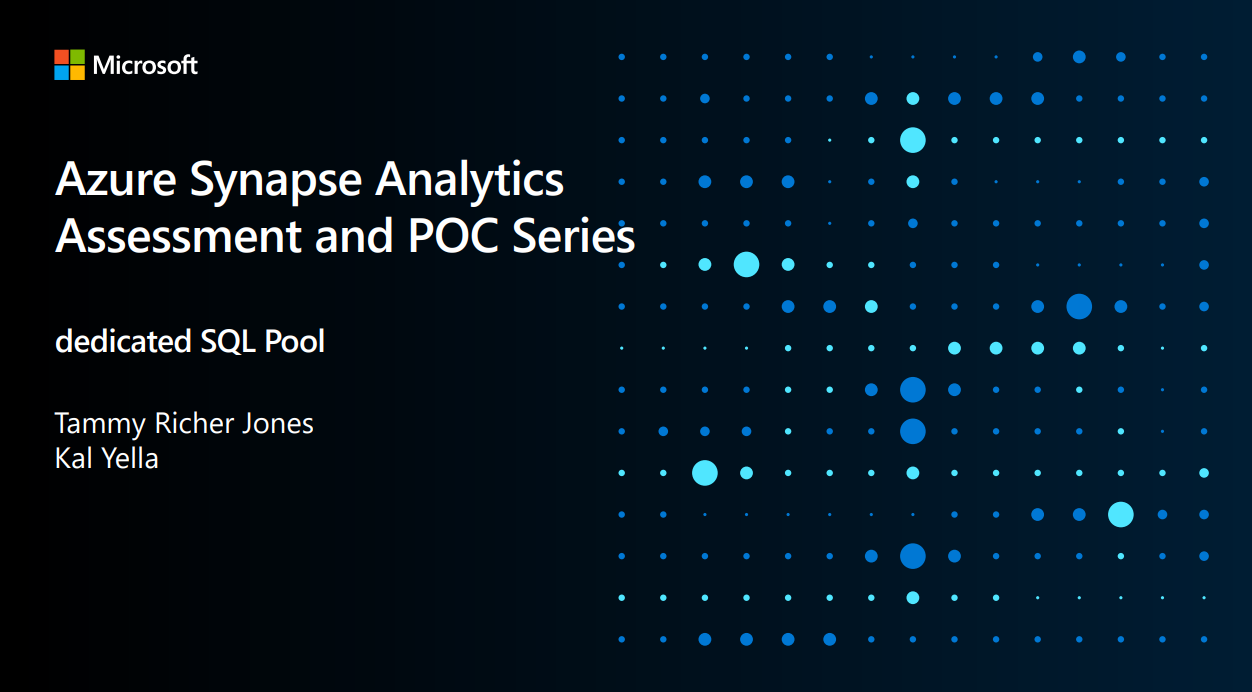 Microsoft
Azure Synapse Analytics
Assessment and POC Series
dedicated SQL Pool
Tammy Richer Jones
Kal Yella